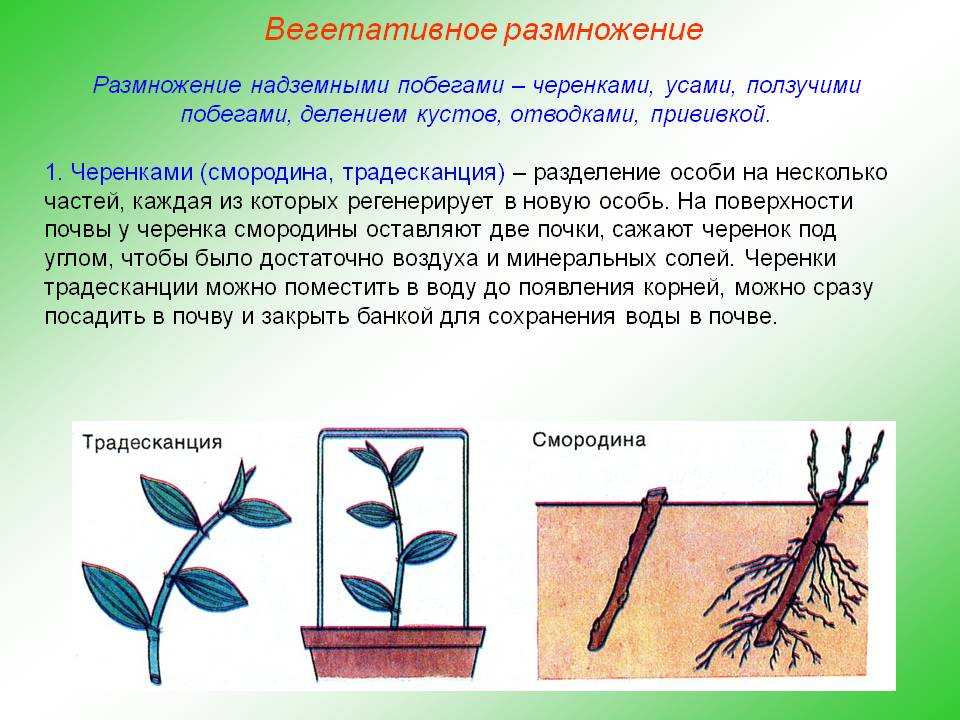 Вегетативное размножение
Размножение надземными побегами – черенками, усами, ползучими
побегами, делением кустов, отводками, прививкой.
1. Черенками (смородина, традесканция) – разделение особи на несколько
частей, каждая из которых регенерирует в новую особь. На поверхности
почвы у черенка смородины оставляют две почки, сажают черенок под
углом, чтобы было достаточно воздуха и минеральных солей. Черенки
традесканции можно поместить в воду до появления корней, можно сразу
посадить в почву и закрыть банкой для сохранения воды в почве.
Традесканция
Смородина